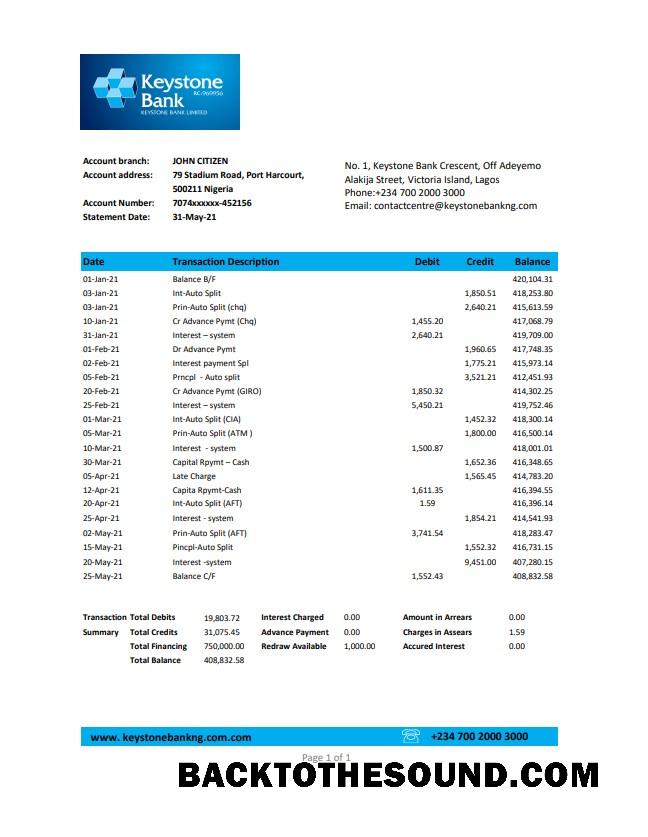 Keystone
RC-969956
Bank
KEYSTONE BANK LIMITED
Account branch: JOHN CITIZEN
Account address: 79 Stadium Road, Port Harcourt,
500211 Nigeria
Account Number: 7074xxxxxx-452156
Statement Date: 31-May-21
No. 1, Keystone Bank Crescent, Off Adeyemo
Alakija Street, Victoria Island, Lagos
Phone:+234 700 2000 3000
Email: contactcentre@keystonebankng.com
Date Transaction Description Debit Credit Balance
01-Jan-21 Balance B/F 420,104.31
03-Jan-21 Int-Auto Split 1,850.51 418,253.80
03-Jan-21 Prin-Auto Split (chq) 2,640.21 415,613.59
10-Jan-21 Cr Advance Pymt (Chq) 1,455.20 417,068.79
31-Jan-21 Interest – system 2,640.21 419,709.00
01-Feb-21 Dr Advance Pymt 1,960.65 417,748.35
02-Feb-21 Interest payment Spl 1,775.21 415,973.14
05-Feb-21 Prncpl - Auto split 3,521.21 412,451.93
20-Feb-21 Cr Advance Pymt (GIRO) 1,850.32 414,302.25
25-Feb-21 Interest – system 5,450.21 419,752.46
01-Mar-21 Int-Auto Split (CIA) 1,452.32 418,300.14
05-Mar-21 Prin-Auto Split (ATM ) 1,800.00 416,500.14
10-Mar-21 Interest - system 1,500.87 418,001.01
30-Mar-21 Capital Rpymt – Cash 1,652.36 416,348.65
05-Apr-21 Late Charge 1,565.45 414,783.20
12-Apr-21 Capita Rpymt-Cash 1,611.35 416,394.55
20-Apr-21 Int-Auto Split (AFT) 1.59 416,396.14
25-Apr-21 Interest - system 1,854.21 414,541.93
02-May-21 Prin-Auto Split (AFT) 3,741.54 418,283.47
15-May-21 Pincpl-Auto Split 1,552.32 416,731.15
20-May-21 Interest -system 9,451.00 407,280.15
25-May-21 Balance C/F 1,552.43 408,832.58
Transaction Total Debits 19,803.72 Interest Charged 0.00 Amount in Arrears 0.00
Summary Total Credits 31,075.45 Advance Payment 0.00 Charges in Assears 1.59
Total Financing 750,000.00 Redraw Available 1,000.00 Accured Interest 0.00
Total Balance 408,832.58
www. keystonebankng.com.com +234 700 2000 3000
Page 1 of 1
BACKTOTHESOUND.COM